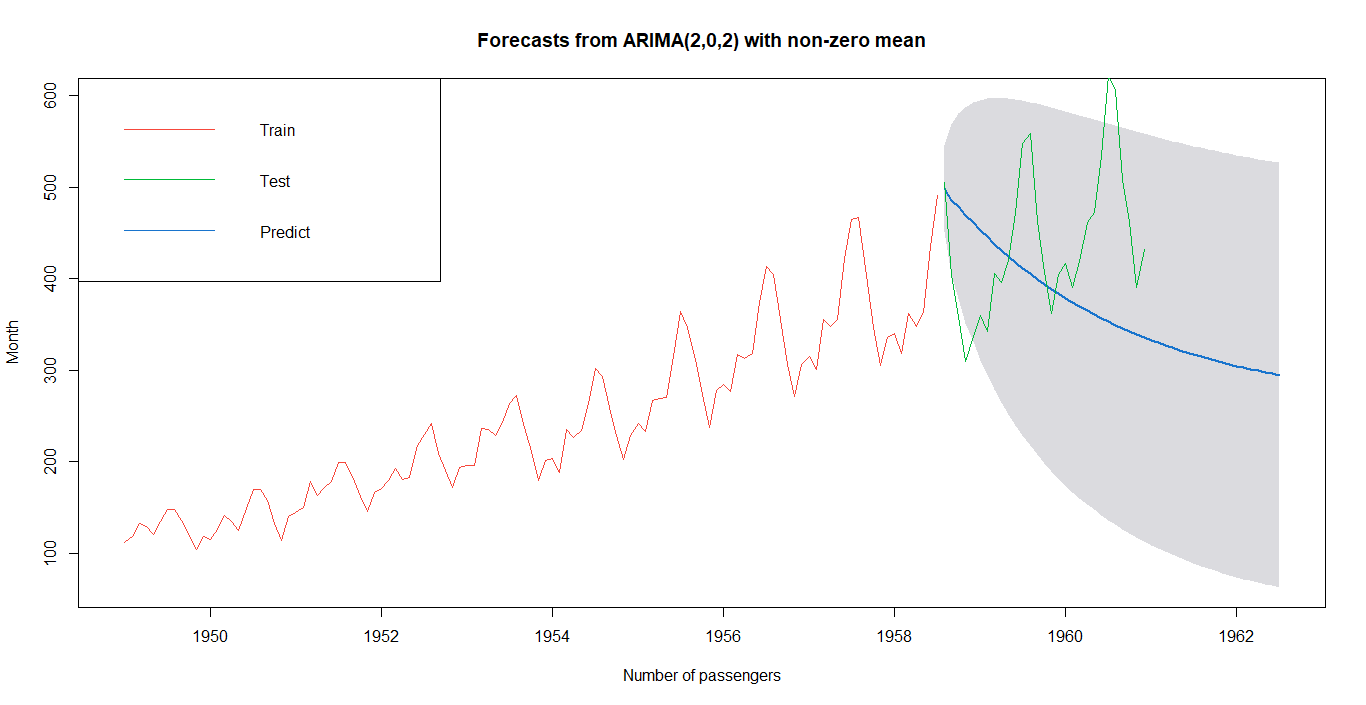 Forecasts from ARIMA(2,0,2) with non-zero mean
600
500
400
300
200
100
Month
Train
Test
Predict
1950 1952 1954 1956 1958 1960 1962
Number of passengers